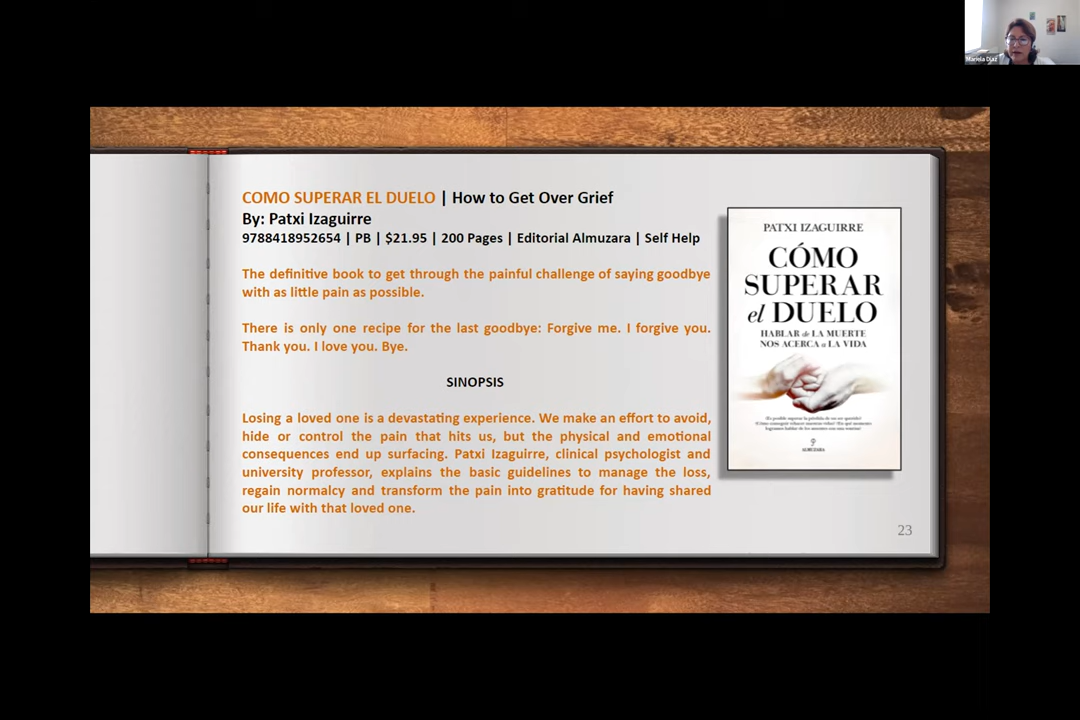 Mariela Diaz
COMO SUPERAR EL DUELO | How to Get Over Grief
By: Patxi Izaguirre
9788418952654 | PB | $21.95 | 200 Pages | Editorial Almuzara | Self Help
The definitive book to get through the painful challenge of saying goodbye
with as little pain as possible.
There is only one recipe for the last goodbye: Forgive me. I forgive you.
Thank you. I love you. Bye.
SINOPSIS
Losing a loved one is a devastating experience. We make an effort to avoid,
hide or control the pain that hits us, but the physical and emotional
consequences end up surfacing. Patxi Izaguirre, clinical psychologist and
university professor, explains the basic guidelines to manage the loss,
regain normalcy and transform the pain into gratitude for having shared
our life with that loved one.
PATXI IZAGUIRRE
CÓMO
SUPERAR
el DUELO
HABLAR de LA MUERTE
NOS ACERCA a LA VIDA
ALMUZARA
23